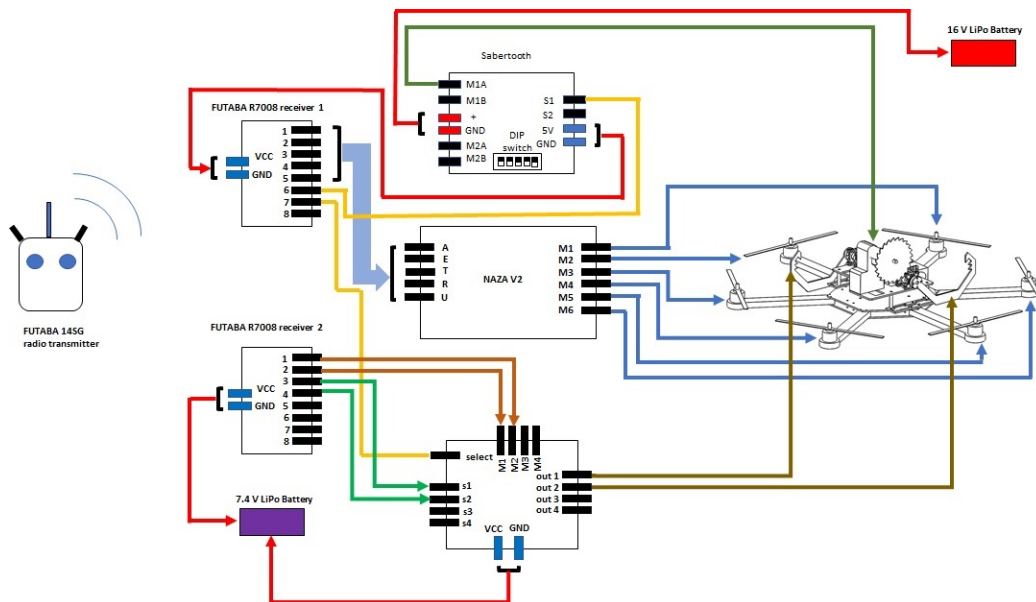 16 V LiPo Battery
Sabertooth
M1A
M1B
+
GND
M2A
M2B
S1
S2
5V
GND
DIP
switch
FUTABA R7008 receiver 1
1
2
3
4
5
6
7
8
VCC
GND
A
E
T
R
U
NAZA V2
M1
M2
M3
M4
M5
M6
FUTABA 14SG
radio transmitter
FUTABA R7008 receiver 2
1
2
3
4
5
6
7
8
VCC
GND
7.4 V LiPo Battery
select
s1
s2
s3
s4
M1
M2
M3
M4
out 1
out 2
out 3
out 4
VCC
GND